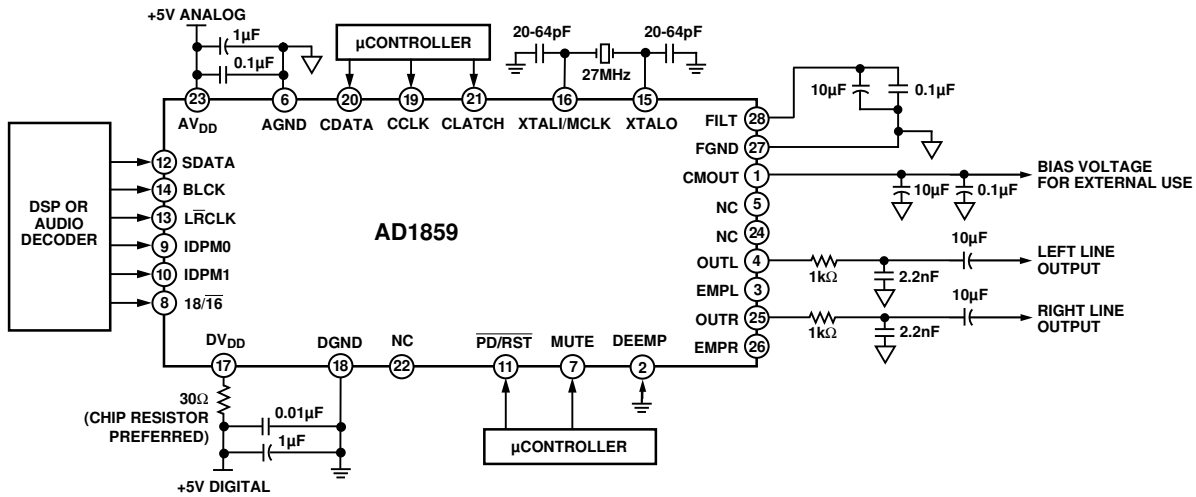 +5V ANALOG
1µF
0.1µF
µCONTROLLER
20-64pF
20-64pF
27MHz
10µF
0.1µF
23
6
20
19
21
16
15
AVDD
AGND
CDATA
CCLK
CLATCH
XTALI/MCLK
XTALO
FILT
28
FGND
27
CMOUT
1
BIAS VOLTAGE
FOR EXTERNAL USE
10µF
0.1µF
NC
5
NC
24
OUTL
4
1kΩ
2.2nF
10µF
LEFT LINE
OUTPUT
EMPL
3
OUTR
25
1kΩ
2.2nF
10µF
RIGHT LINE
OUTPUT
EMPR
26
DSP OR
AUDIO
DECODER
12
SDATA
14
BLCK
13
LRCLK
9
IDPM0
10
IDPM1
8
18/16
AD1859
DVDD
DGND
NC
PD/RST
MUTE
DEEMP
17
18
22
11
7
2
30Ω
(CHIP RESISTOR
PREFERRED)
0.01µF
1µF
+5V DIGITAL
µCONTROLLER